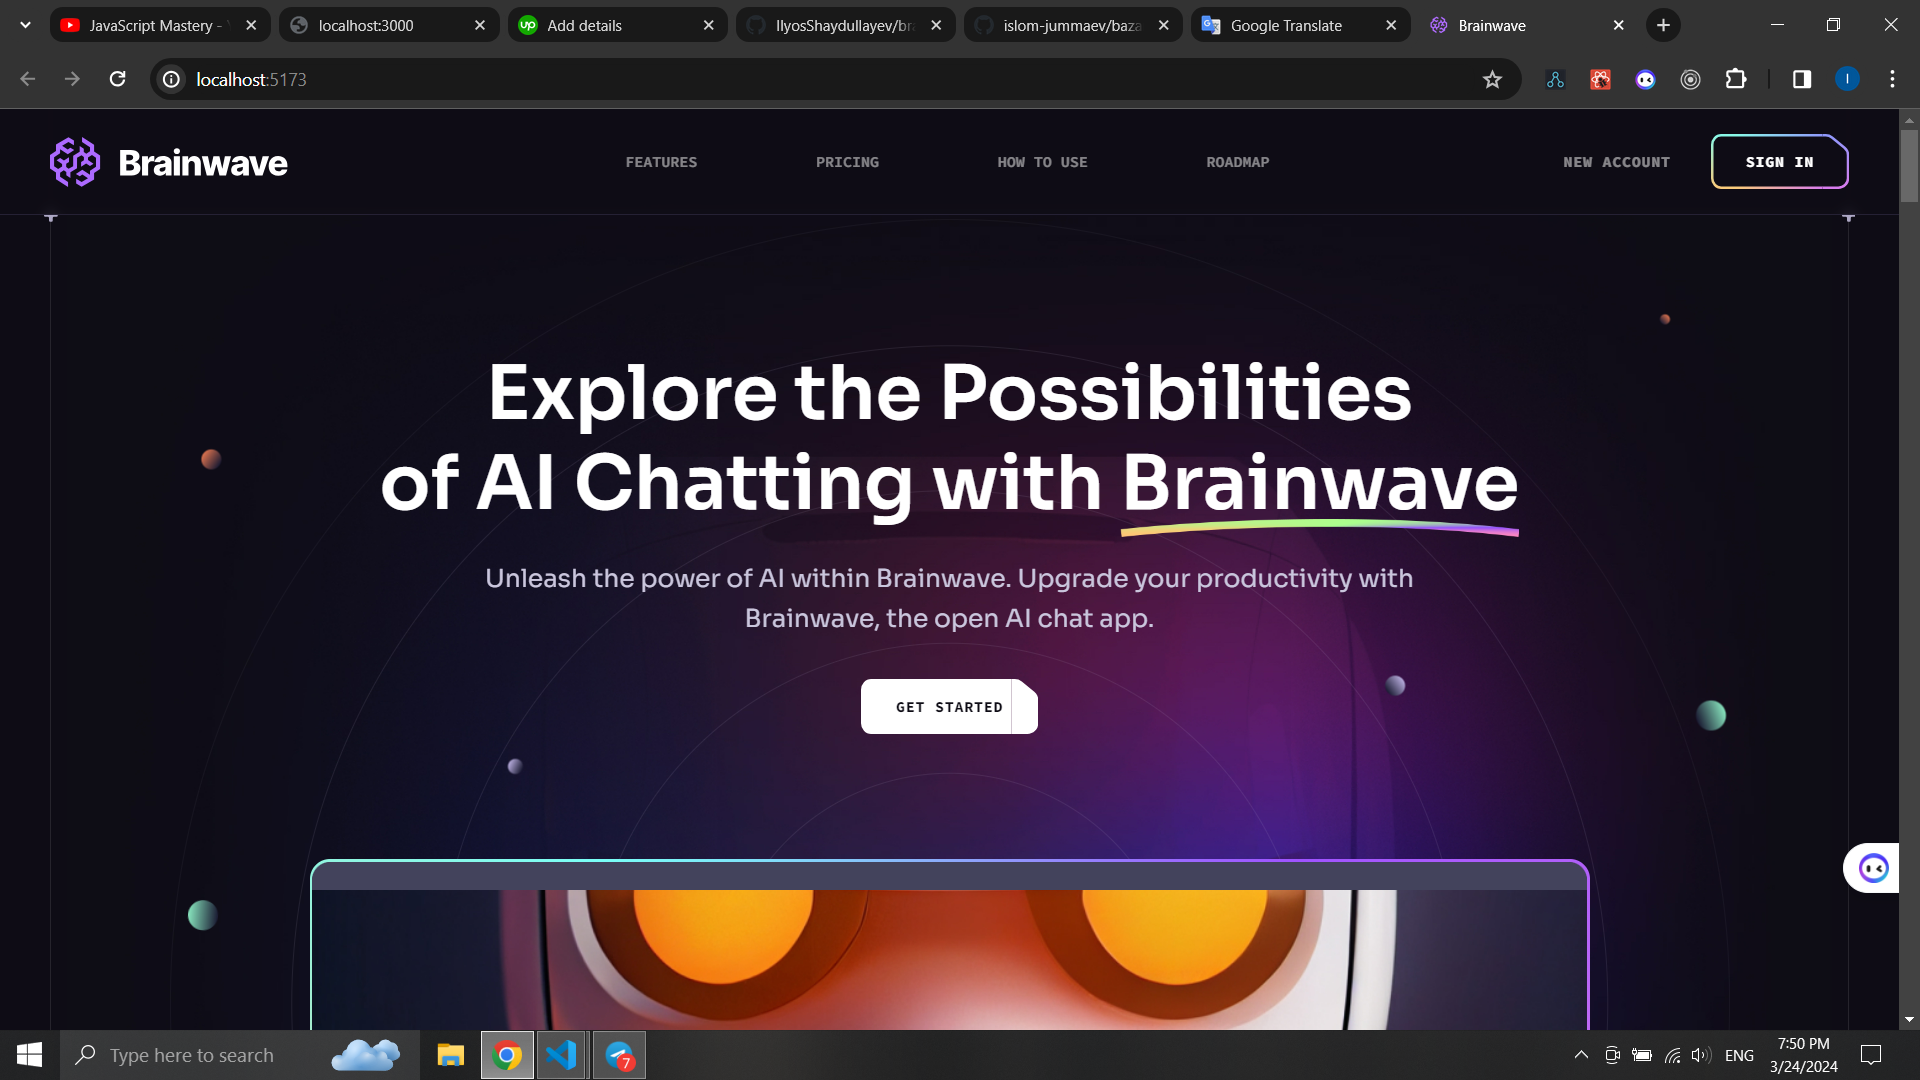 JavaScript Mastery -
localhost:3000
Add details
IlyosShaydullayev/bra
islom-jummaev/baza
Google Translate
Brainwave
localhost:5173
I
Brainwave
FEATURES
PRICING
HOW TO USE
ROADMAP
NEW ACCOUNT
SIGN IN
Explore the Possibilities
of AI Chatting with Brainwave
Unleash the power of AI within Brainwave. Upgrade your productivity with
Brainwave, the open AI chat app.
GET STARTED
Type here to search
7
ENG
7:50 PM
3/24/2024